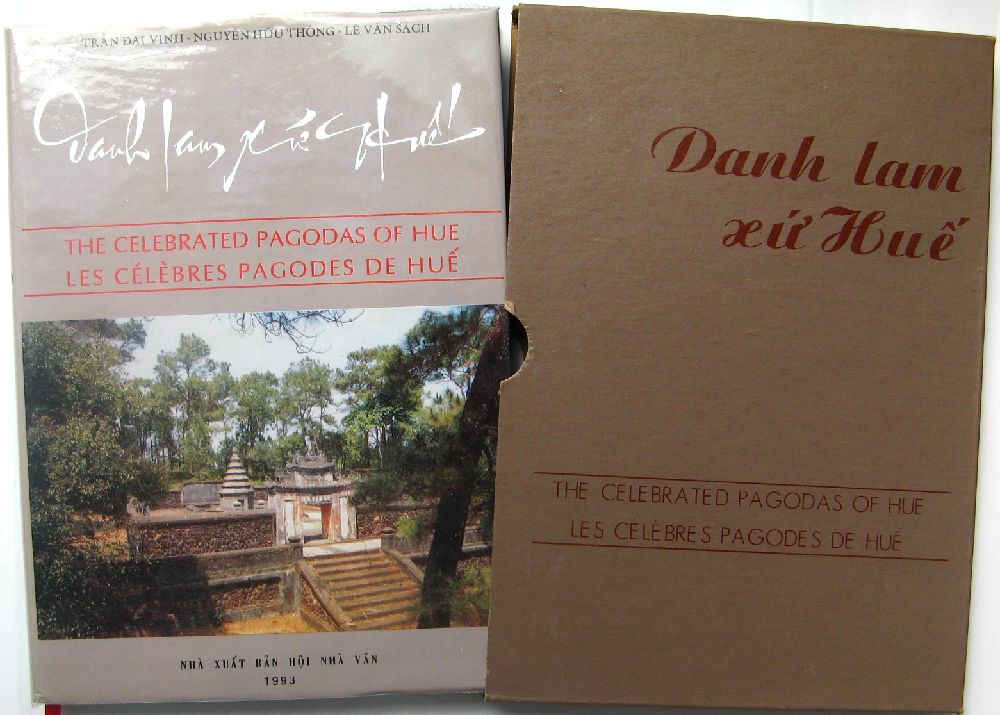 TRẦN ĐẠI VINH - NGUYỄN HỮU THÔNG - LÊ VĂN SÁCH
Danh lam xứ Huế
THE CELEBRATED PAGODAS OF HUE
LES CÉLÈBRES PAGODES DE HUẾ
NHÀ XUẤT BẢN HỘI NHÀ VĂN
1993
Danh lam
xứ Huế
THE CELEBRATED PAGODAS OF HUE
LES CÉLÈBRES PAGODES DE HUẾ